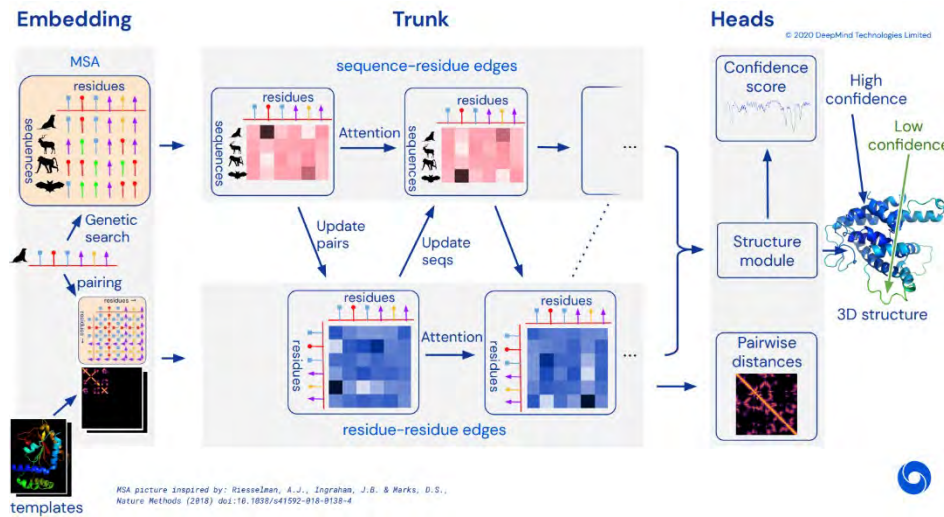 Embedding
Trunk
Heads
© 2020 DeepMind Technologies Limited
MSA
residues
sequences
Genetic
search
pairing
residues →
residues →
templates
sequence-residue edges
residues
sequences
Attention
residues
sequences
...
Update
pairs
Update
seqs
residues
residues
Attention
residues
residues
...
residue-residue edges
Confidence
score
High
confidence
Low
confidence
Structure
module
3D structure
Pairwise
distances
MSA picture inspired by: Riesselman, A.J., Ingraham, J.B. & Marks, D.S.,
Nature Methods (2018) doi:10.1038/s41592-018-0138-4